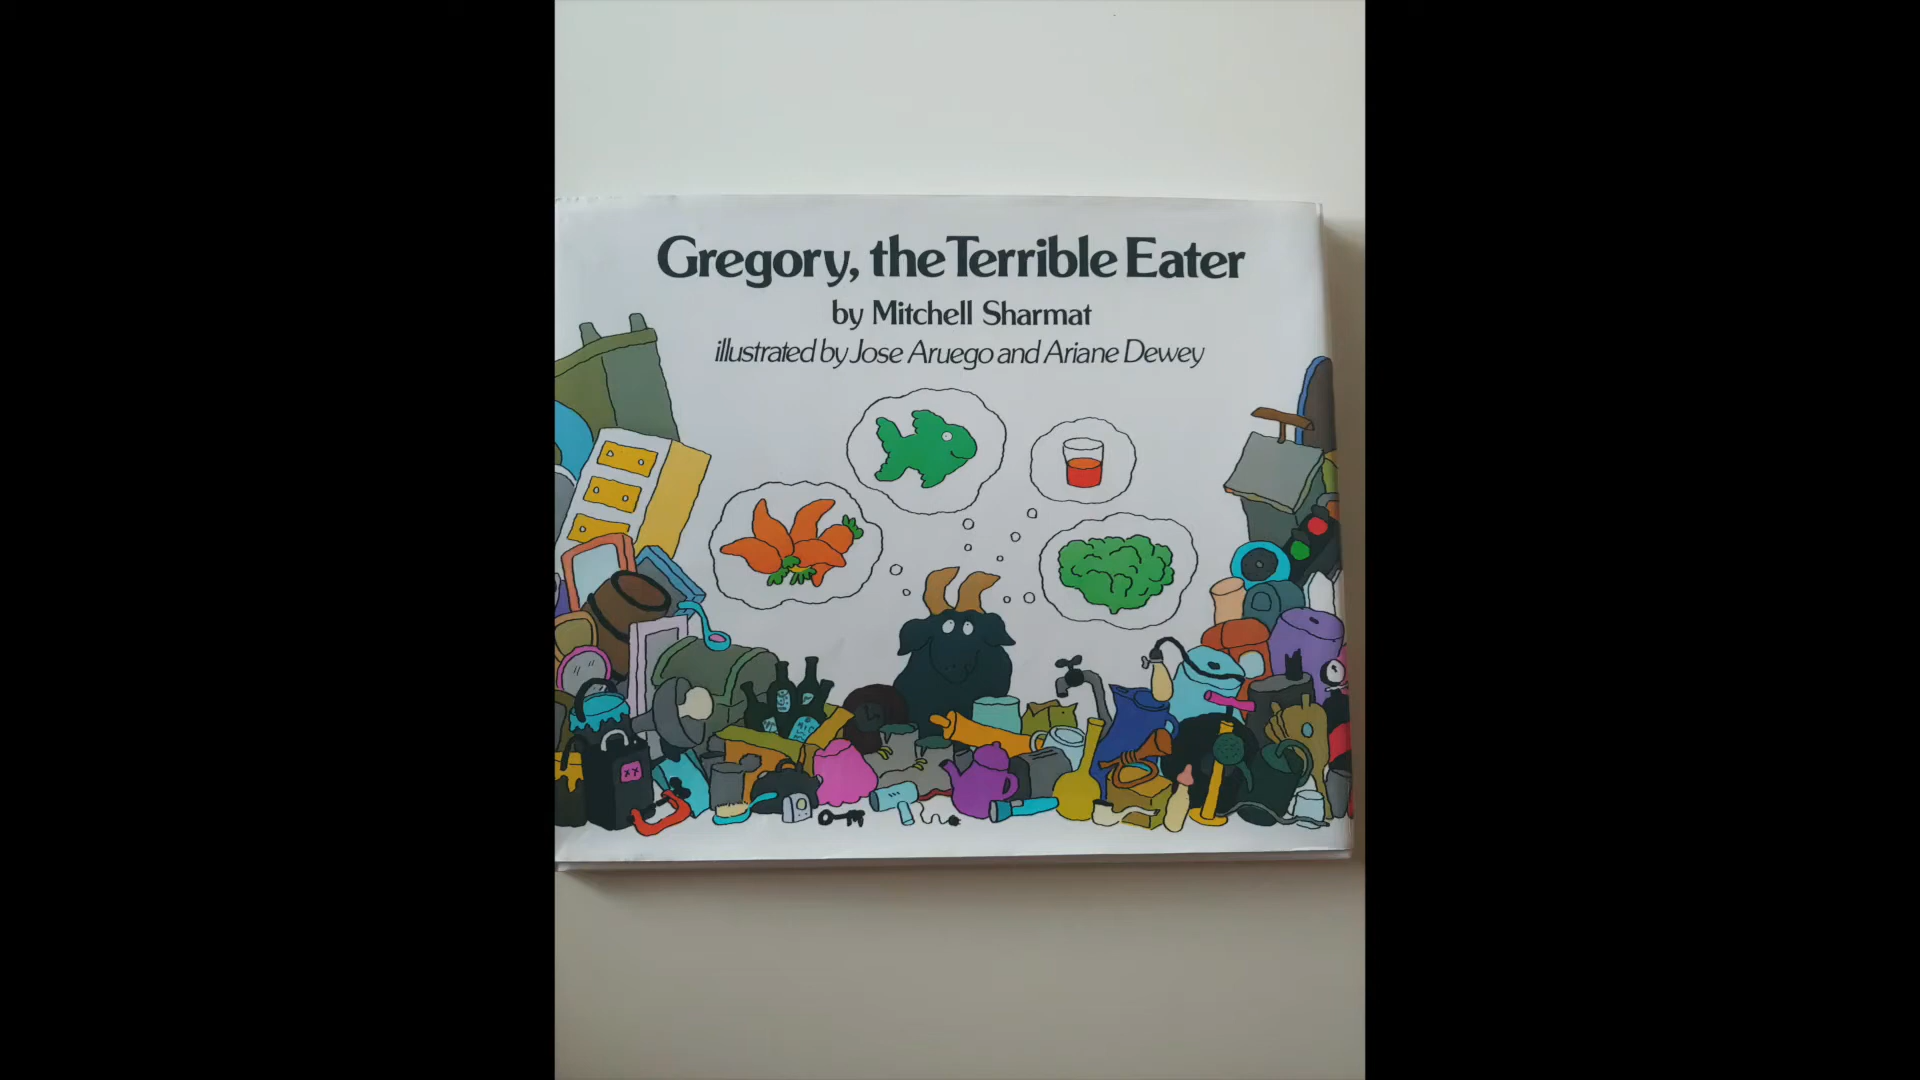 Gregory, the Terrible Eater
by Mitchell Sharmat
illustrated by Jose Aruego and Ariane Dewey